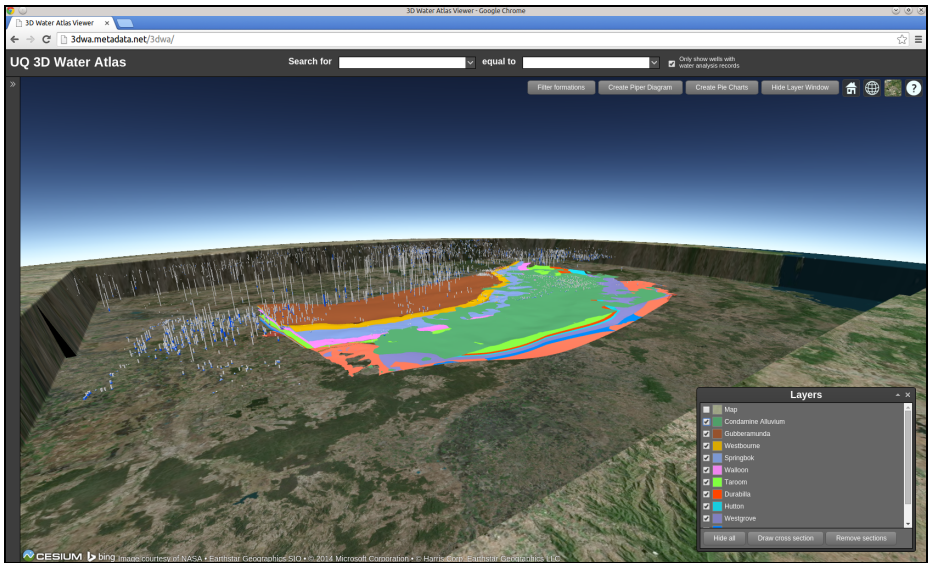 3D Water Atlas Viewer - Google Chrome
3D Water Atlas Viewer
3dwa.metadata.net/3dwa/
UQ 3D Water Atlas
Search for
equal to
Only show wells with
water analysis records
Filter formations
Create Piper Diagram
Create Pie Charts
Hide Layer Window
?
Layers
Map
Condamine Alluvium
Gubberamunda
Westbourne
Springbok
Walloon
Taroom
Durabilla
Hutton
Westgrove
Hide all
Draw cross section
Remove sections
CESIUM bing Image courtesy of NASA • Earthstar Geographics SIO • © 2014 Microsoft Corporation • © Harris Corp, Earthstar Geographics LLC